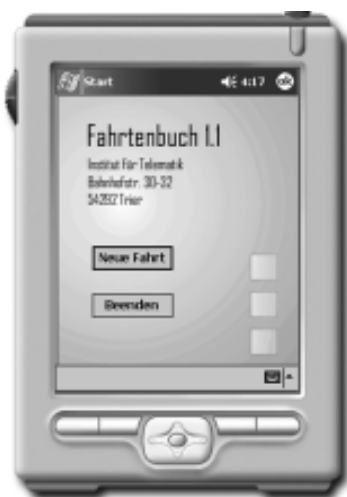 Start 4:17 ok
Fahrtenbuch 1.1
Institut für Telematik
Bahnhofstr. 30-32
54292 Trier
Neue Fahrt
Beenden